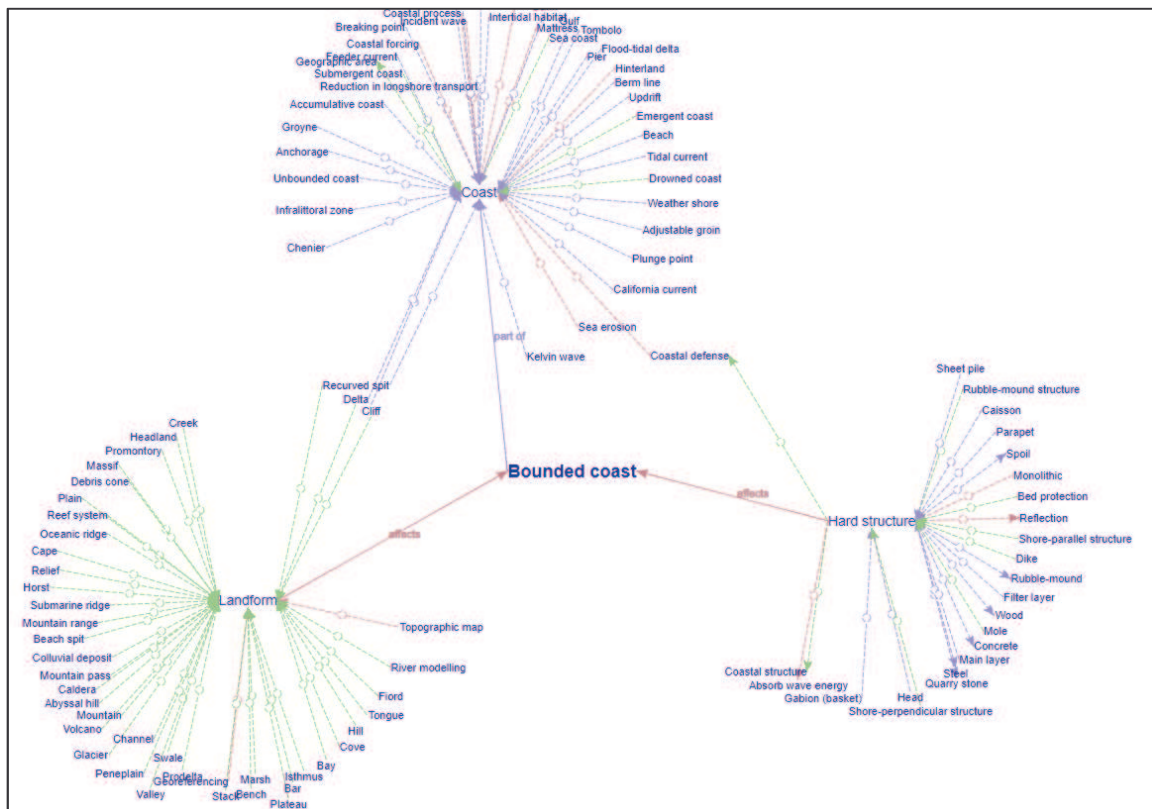 Coastal process
Incident wave
Intertidal habitat
Gulf
Mattress
Tombolo
Breaking point
Sea coast
Coastal forcing
Flood-tidal delta
Feeder current
Pier
Geographic area
Hinterland
Submergent coast
Berm line
Reduction in longshore transport
Updrift
Accumulative coast
Emergent coast
Groyne
Beach
Anchorage
Tidal current
Unbounded coast
Drowned coast
Coast
Weather shore
Infralittoral zone
Adjustable groin
Chenier
Plunge point
California current
Sea erosion
part of
Kelvin wave
Coastal defense
Recurved spit
Delta
Cliff
Sheet pile
Rubble-mound structure
Caisson
Parapet
Spoil
Monolithic
Bed protection
Reflection
Shore-parallel structure
Dike
Rubble-mound
Filter layer
Wood
Mole
Concrete
Main layer
Steel
Quarry stone
Hard structure
affects
Bounded coast
affects
Creek
Headland
Promontory
Massif
Debris cone
Plain
Reef system
Oceanic ridge
Cape
Relief
Horst
Submarine ridge
Mountain range
Beach spit
Colluvial deposit
Mountain pass
Caldera
Abyssal hill
Mountain
Volcano
Channel
Glacier
Swale
Peneplain
Prodelta
Georeferencing
Valley
Stack
Marsh
Bench
Isthmus
Bar
Plateau
Bay
Cove
Hill
Tongue
Fiord
River modelling
Topographic map
Landform
Coastal structure
Absorb wave energy
Gabion (basket)
Head
Shore-perpendicular structure